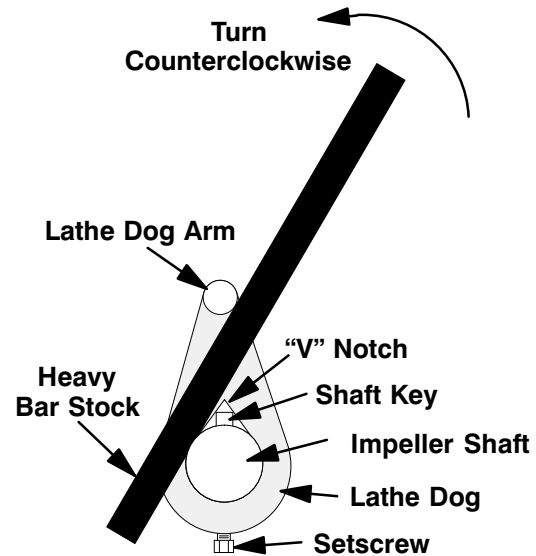 Turn
Counterclockwise
Lathe Dog Arm
“V” Notch
Shaft Key
Heavy
Bar Stock
Impeller Shaft
Lathe Dog
Setscrew